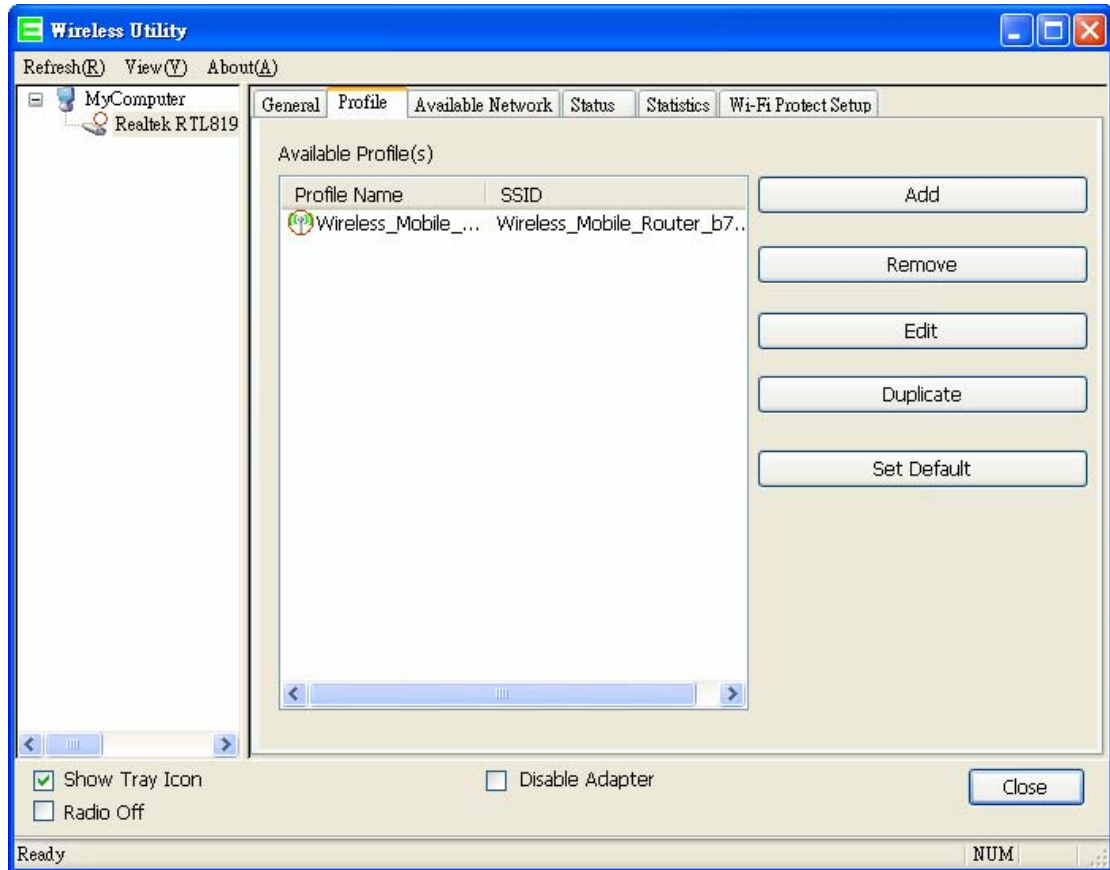 Wireless Utility
Refresh(R) View(V) About(A)
MyComputer
Realtek RTL819
General Profile Available Network Status Statistics Wi-Fi Protect Setup
Available Profile(s)
Profile Name SSID
Wireless_Mobile_... Wireless_Mobile_Router_b7..
Add
Remove
Edit
Duplicate
Set Default
Show Tray Icon
Disable Adapter
Close
Radio Off
Ready
NUM